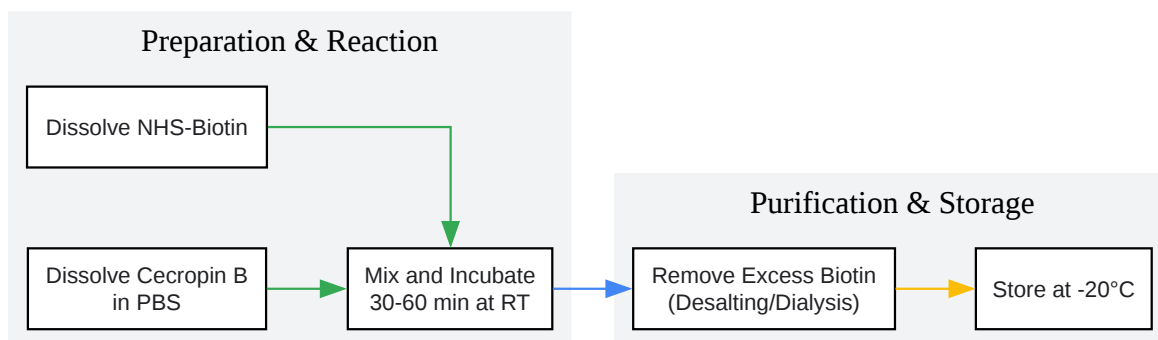 Preparation & Reaction
Dissolve NHS-Biotin
Dissolve Cecropin B
in PBS
Mix and Incubate
30-60 min at RT
Purification & Storage
Remove Excess Biotin
(Desalting/Dialysis)
Store at -20°C